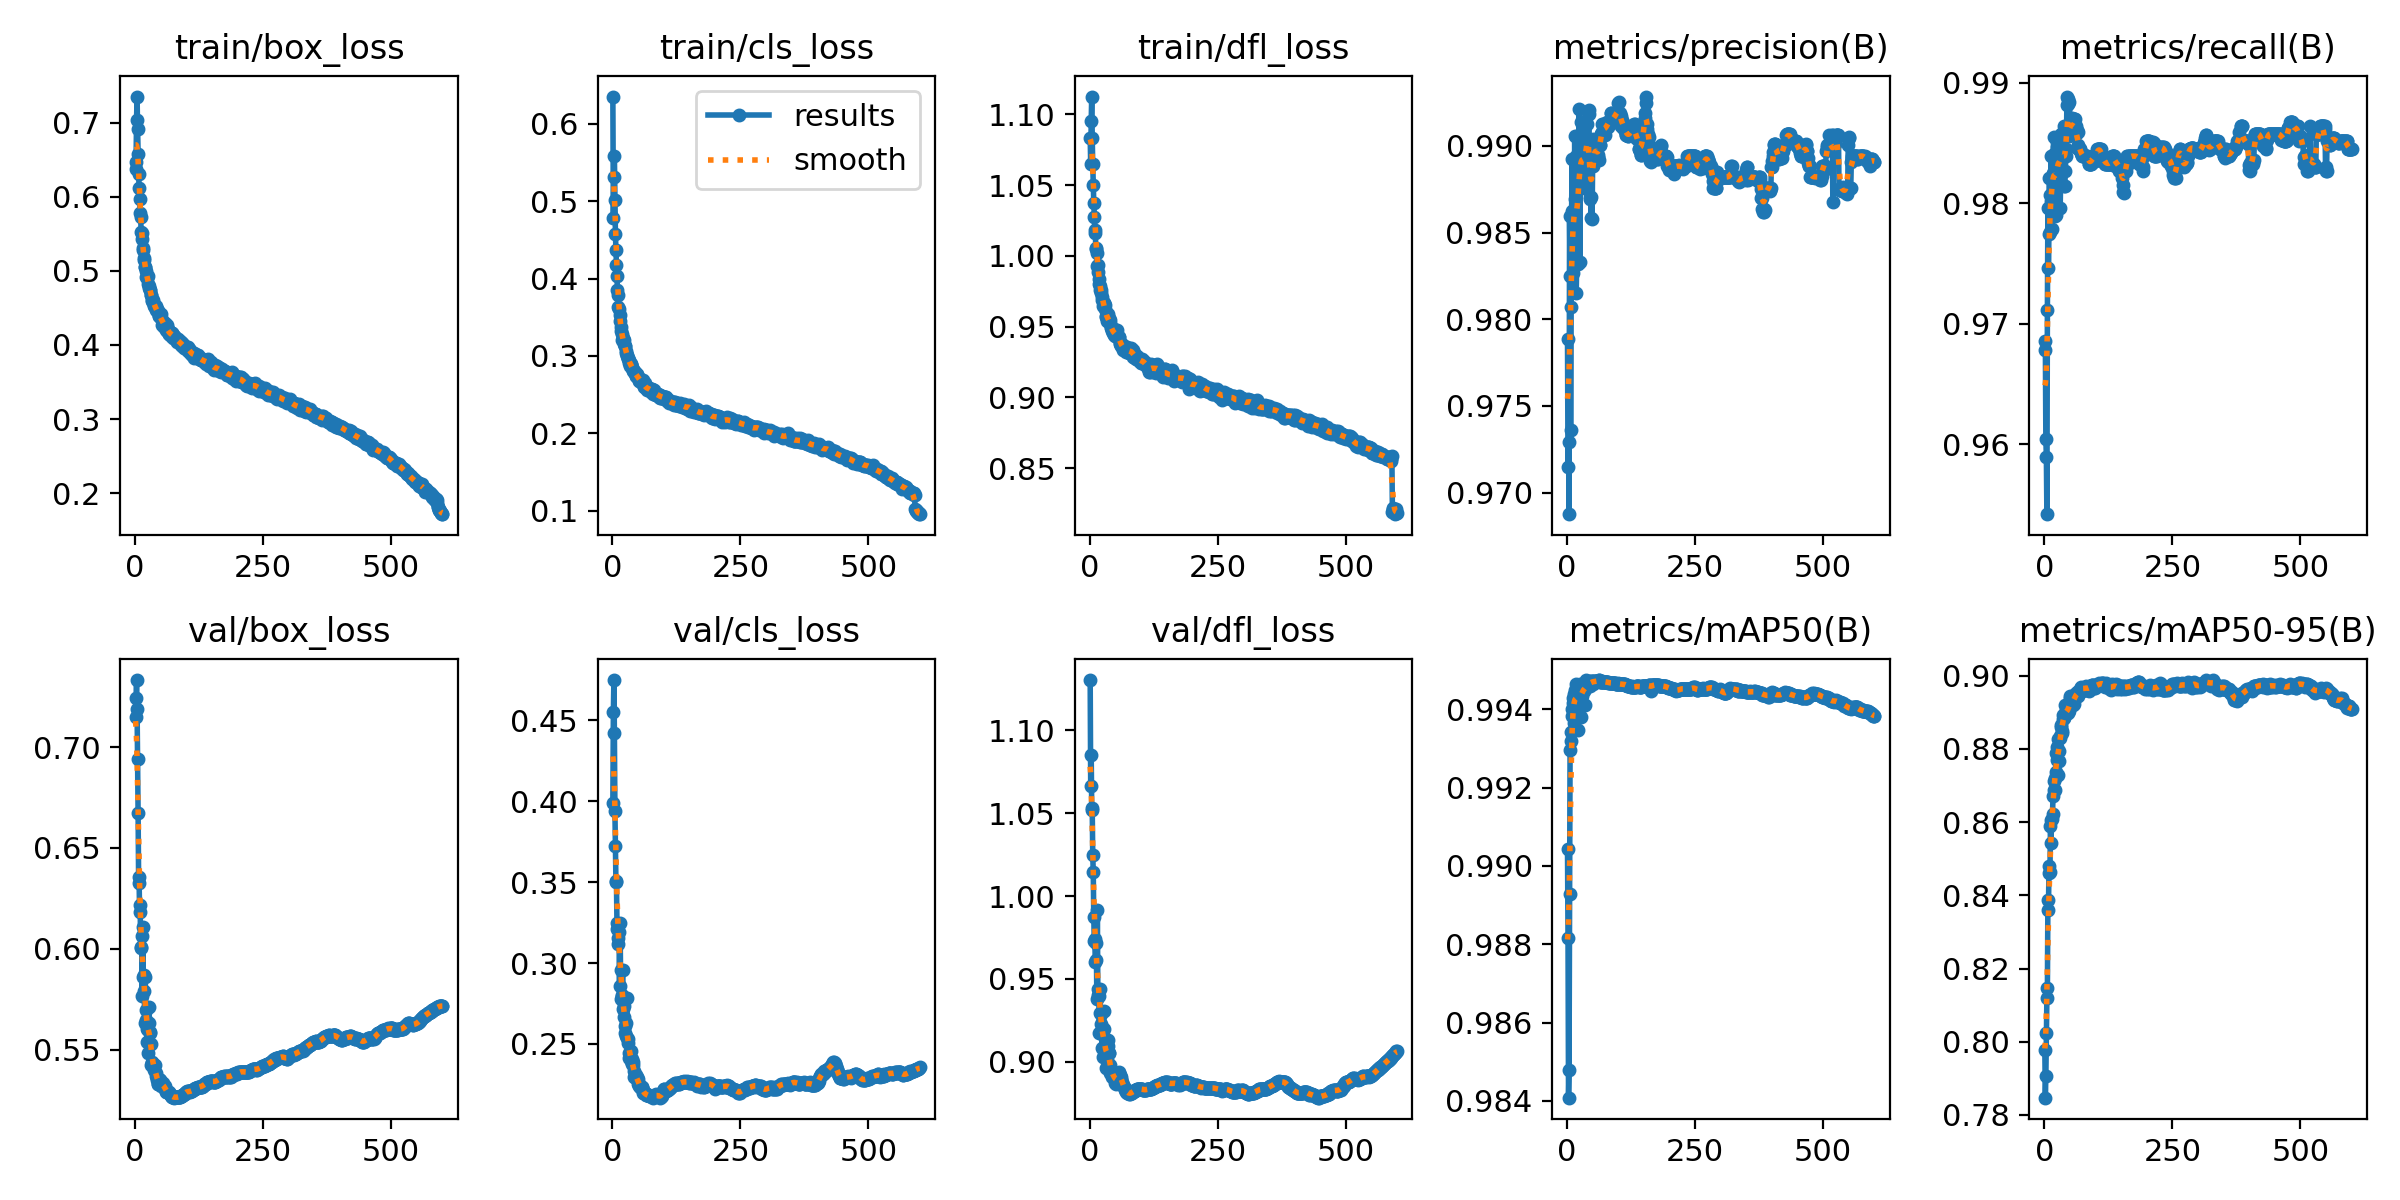 train/box_loss
train/cls_loss
train/dfl_loss
metrics/precision(B)
metrics/recall(B)
results
smooth
0.7
0.6
0.5
0.4
0.3
0.2
0 250 500
0.6
0.5
0.4
0.3
0.2
0.1
0 250 500
1.10
1.05
1.00
0.95
0.90
0.85
0 250 500
0.990
0.985
0.980
0.975
0.970
0 250 500
0.99
0.98
0.97
0.96
0 250 500
val/box_loss
val/cls_loss
val/dfl_loss
metrics/mAP50(B)
metrics/mAP50-95(B)
0.70
0.65
0.60
0.55
0 250 500
0.45
0.40
0.35
0.30
0.25
0 250 500
1.10
1.05
1.00
0.95
0.90
0 250 500
0.994
0.992
0.990
0.988
0.986
0.984
0 250 500
0.90
0.88
0.86
0.84
0.82
0.80
0.78
0 250 500